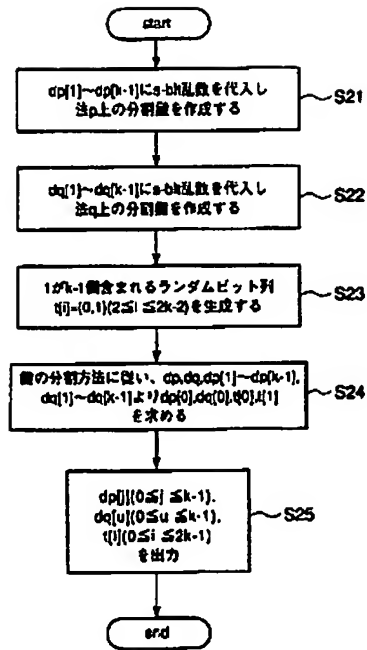 start
dp[1]~dp[k-1]にs-bit乱数を代入し
法p上の分割鍵を作成する
S21
dq[1]~dq[k-1]にs-bit乱数を代入し
法q上の分割鍵を作成する
S22
1がk-1個含まれるランダムビット列
t[i]={0,1}(2≦i≦2k-2)を生成する
S23
鍵の分割方法に従い、dp,dq,dp[1]~dp[k-1],
dq[1]~dq[k-1]よりdp[0],dq[0],t[0],t[1]
を求める
S24
dp[j](0≦j≦k-1),
dq[u](0≦u≦k-1),
t[i](0≦i≦2k-1)
を出力
S25
end